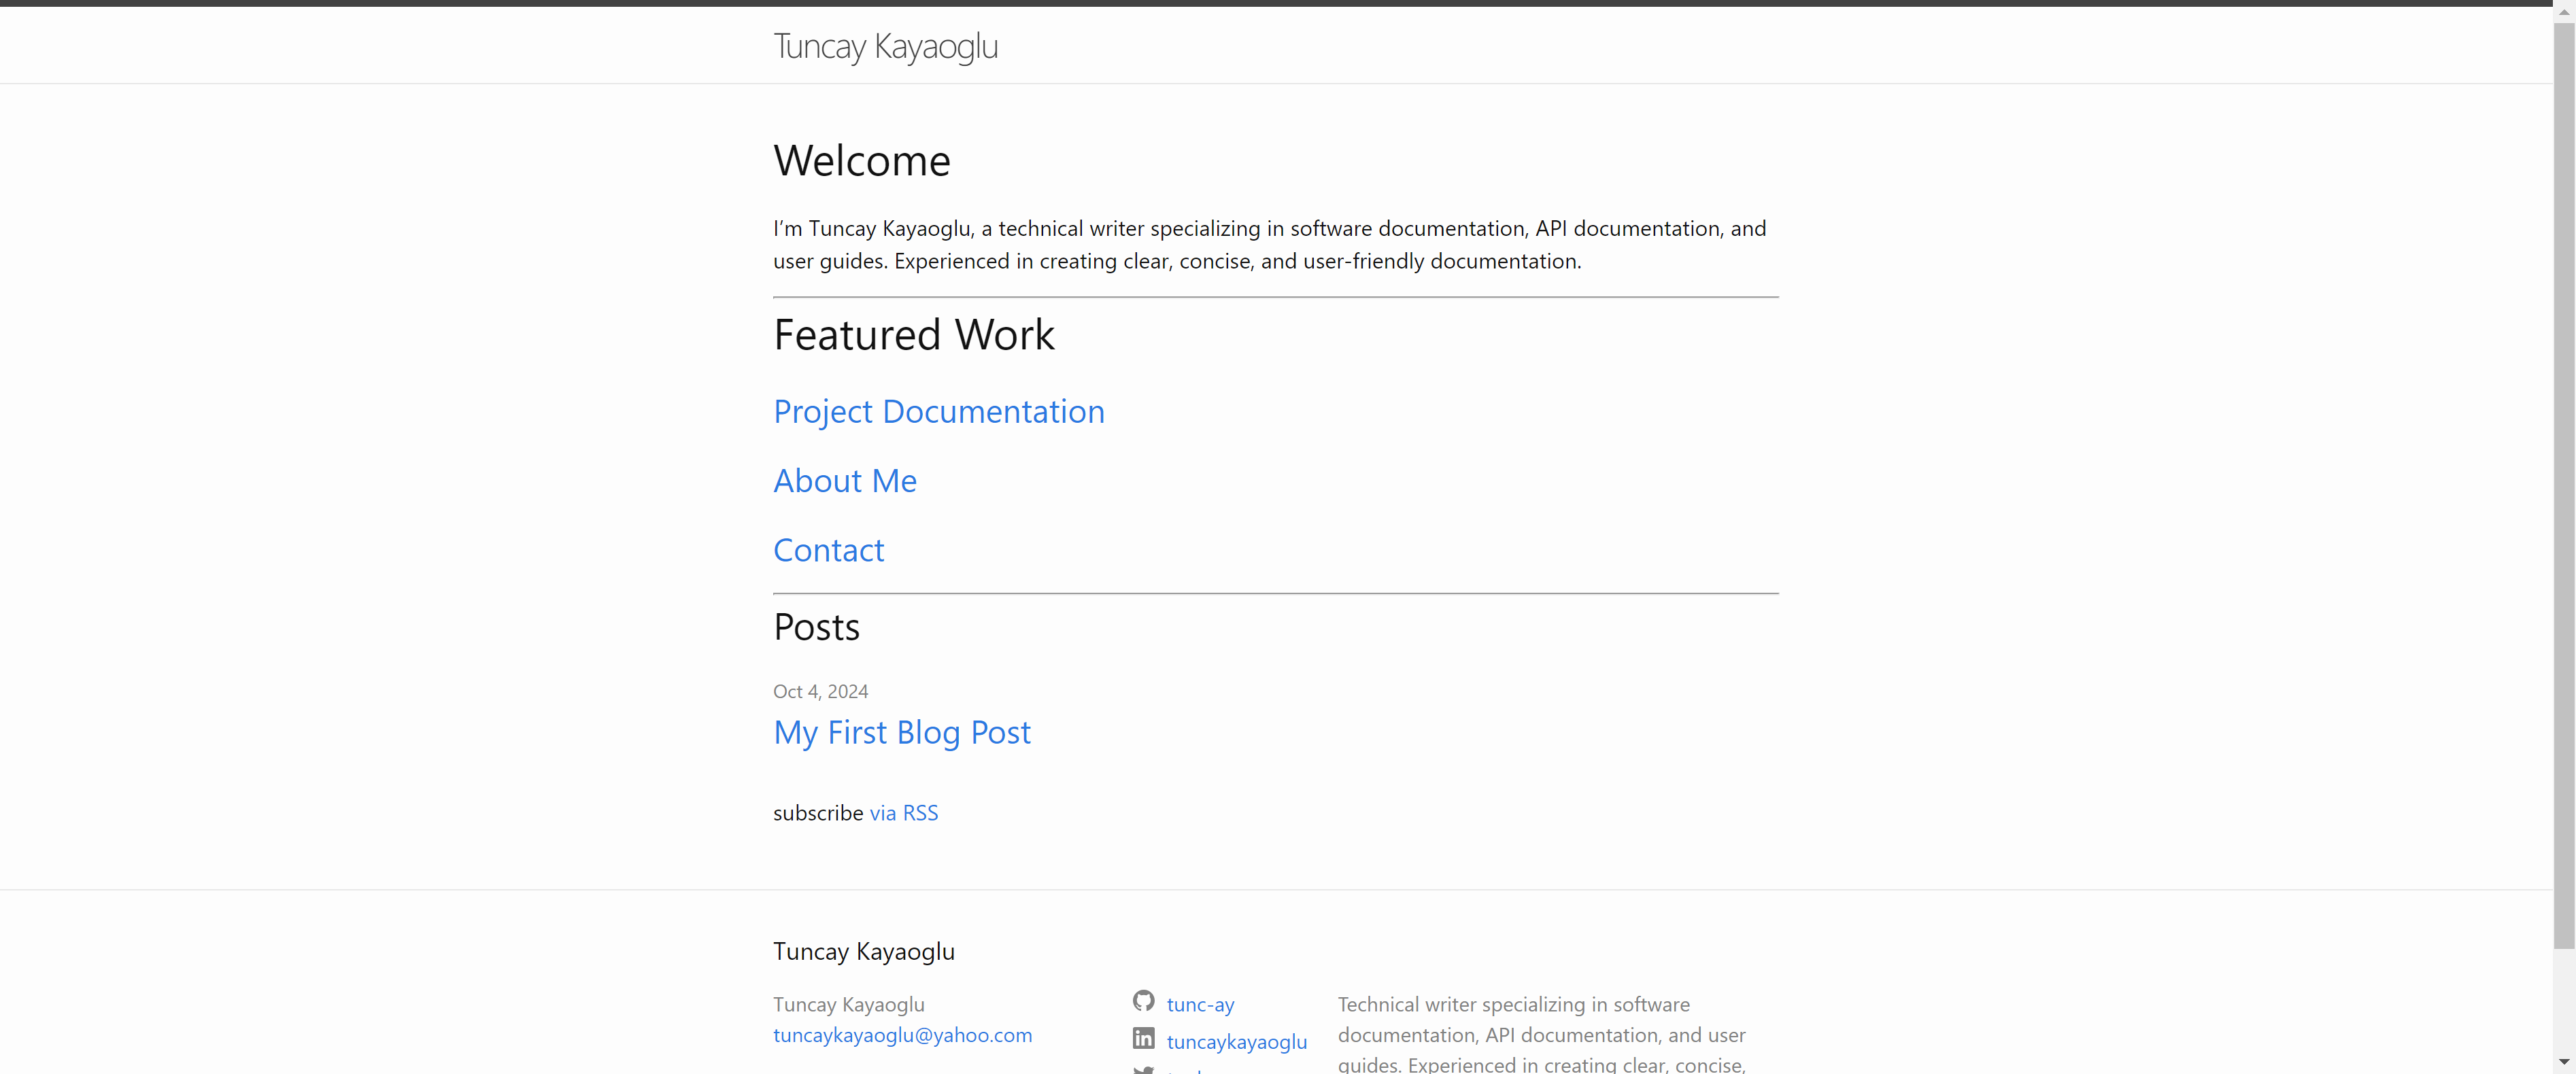 Tuncay Kayaoglu
Welcome
I’m Tuncay Kayaoglu, a technical writer specializing in software documentation, API documentation, and
user guides. Experienced in creating clear, concise, and user-friendly documentation.
Featured Work
Project Documentation
About Me
Contact
Posts
Oct 4, 2024
My First Blog Post
subscribe via RSS
Tuncay Kayaoglu
Tuncay Kayaoglu
tuncaykayaoglu@yahoo.com
tunc-ay
tuncaykayaoglu
Technical writer specializing in software
documentation, API documentation, and user
guides. Experienced in creating clear, concise,